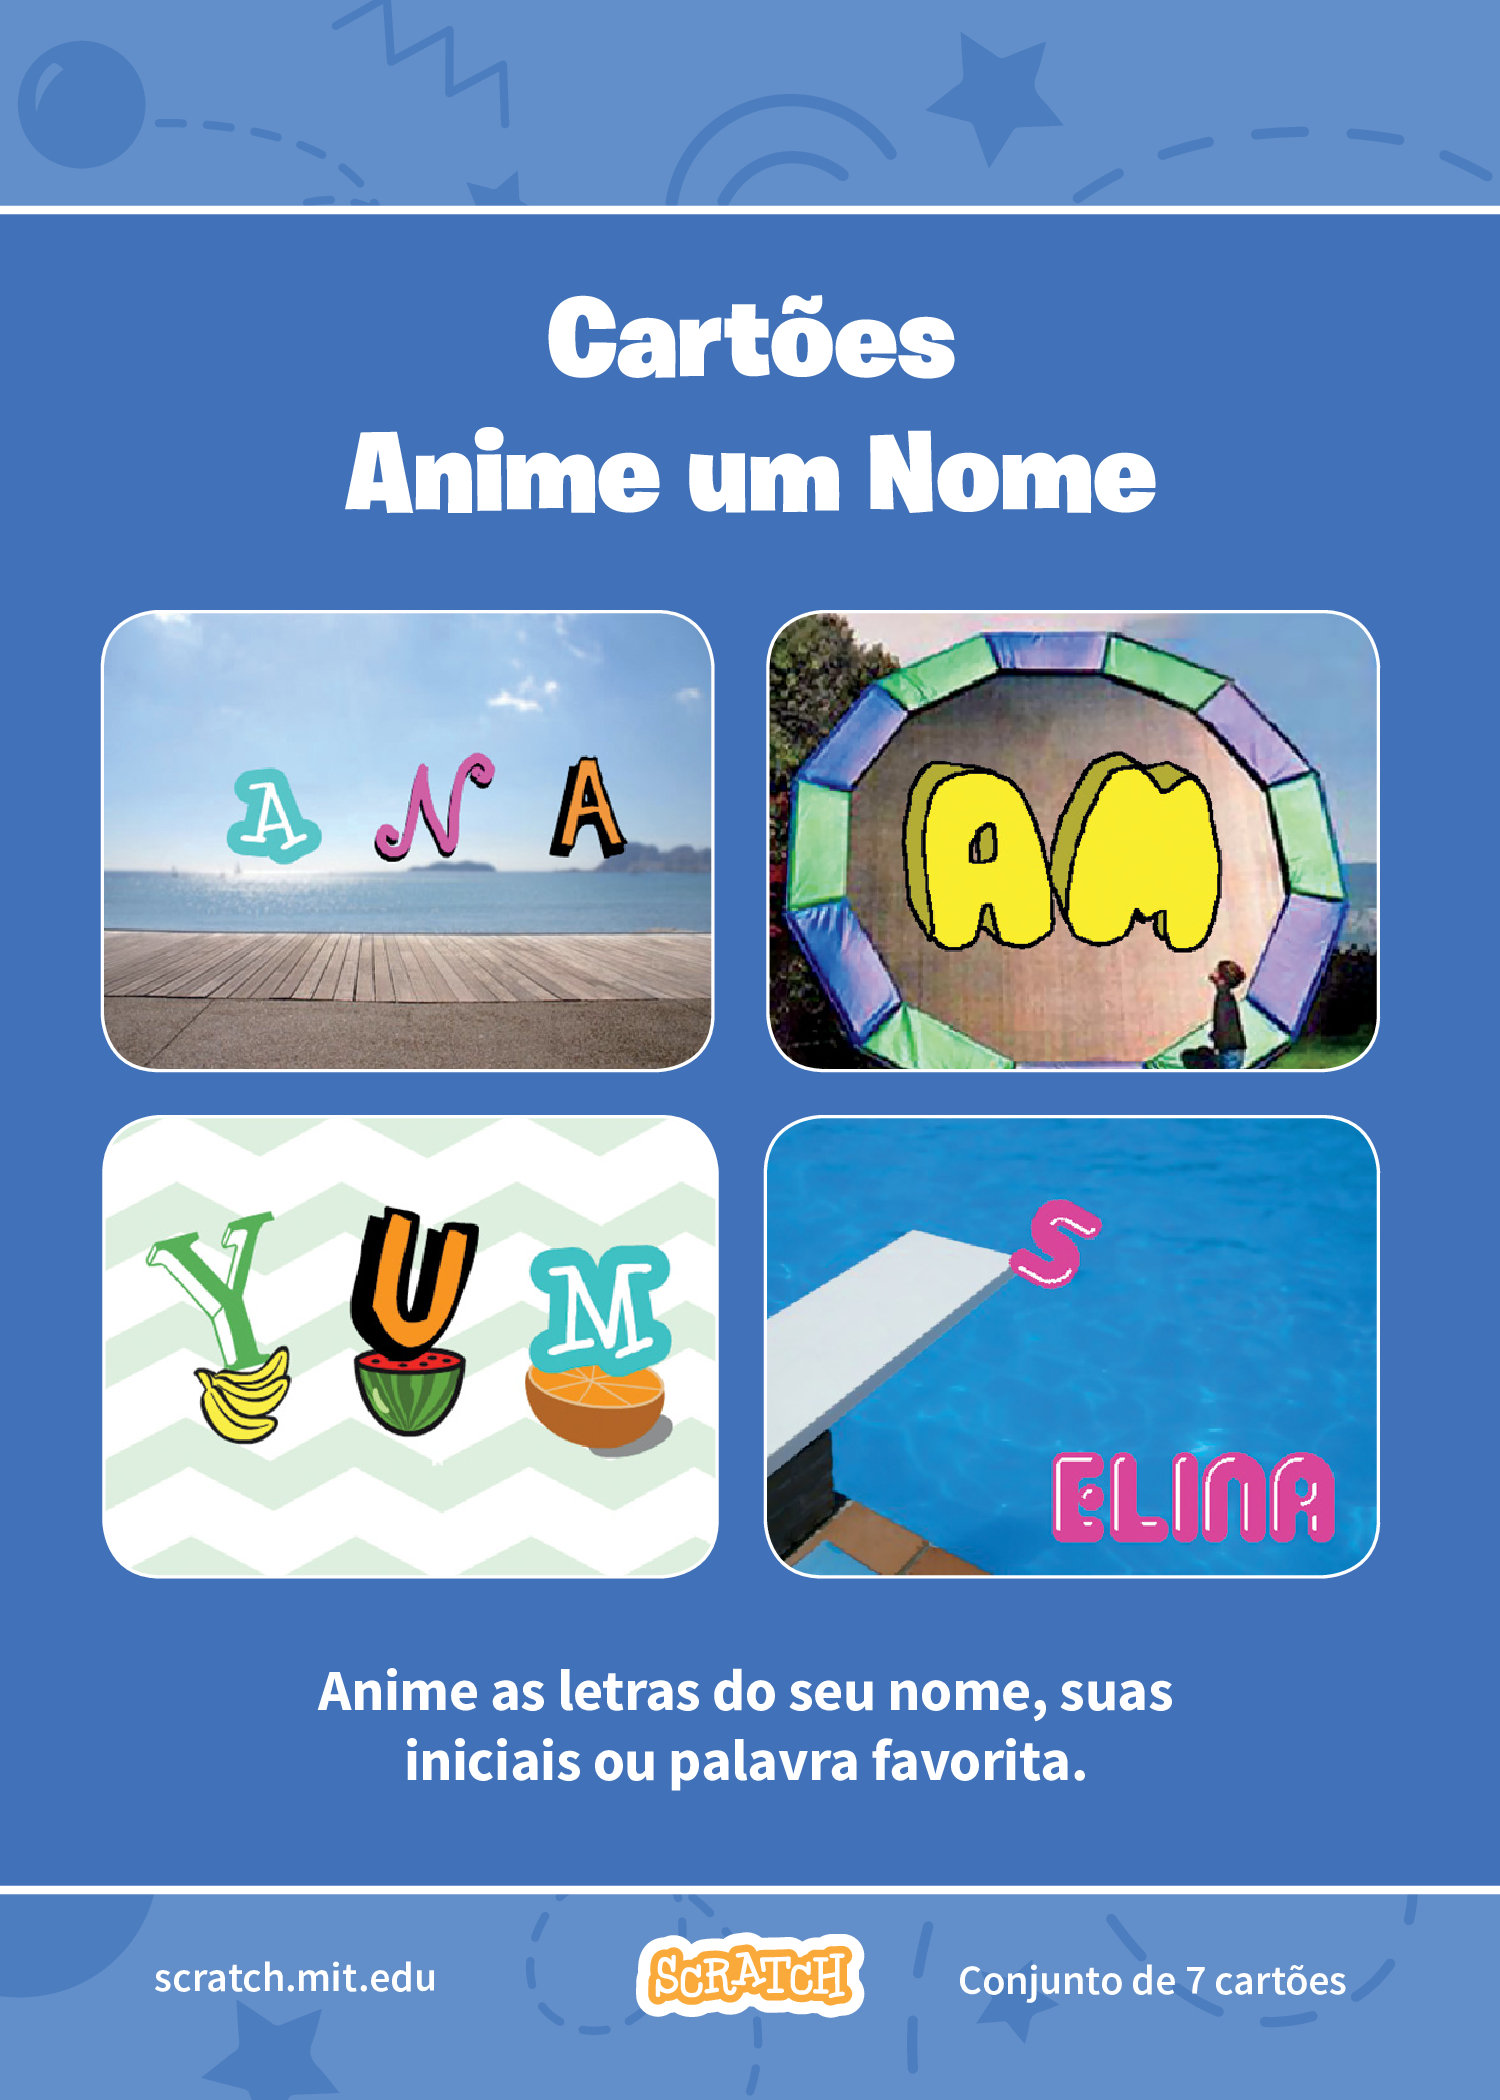 Cartões
Anime um Nome
ANA
AM
YUM
S
ELINA
Anime as letras do seu nome, suas
iniciais ou palavra favorita.
scratch.mit.edu
SCRATCH
Conjunto de 7 cartões